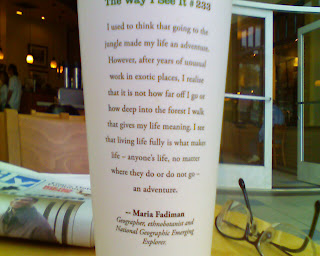 The Way I See It #233
I used to think that going to the
jungle made my life an adventure.
However, after years of unusual
work in exotic places, I realize
that it is not how far off I go or
how deep into the forest I walk
that gives my life meaning. I see
that living life fully is what makes
life – anyone's life, no matter
where they do or do not go –
an adventure.
-- Maria Fadiman
Geographer, ethnobotanist and
National Geographic Emerging
Explorer.